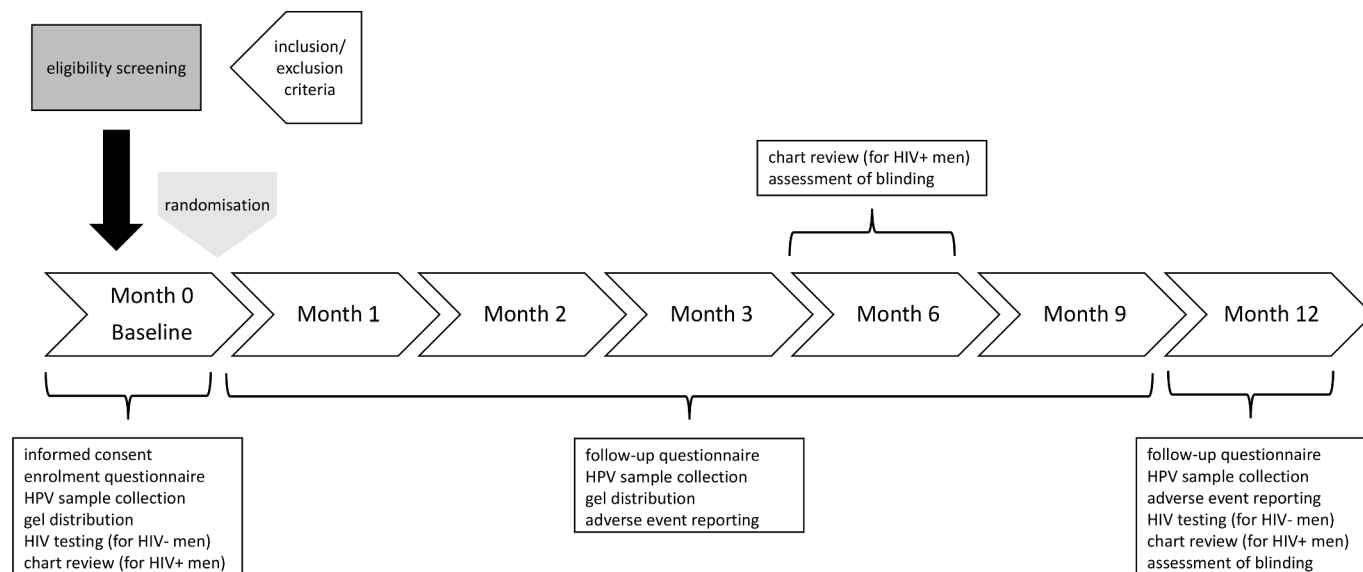 eligibility screening
inclusion/
exclusion
criteria
randomisation
chart review (for HIV+ men)
assessment of blinding
Month 0
Baseline
Month 1
Month 2
Month 3
Month 6
Month 9
Month 12
informed consent
enrolment questionnaire
HPV sample collection
gel distribution
HIV testing (for HIV- men)
chart review (for HIV+ men)
follow-up questionnaire
HPV sample collection
gel distribution
adverse event reporting
follow-up questionnaire
HPV sample collection
adverse event reporting
HIV testing (for HIV- men)
chart review (for HIV+ men)
assessment of blinding